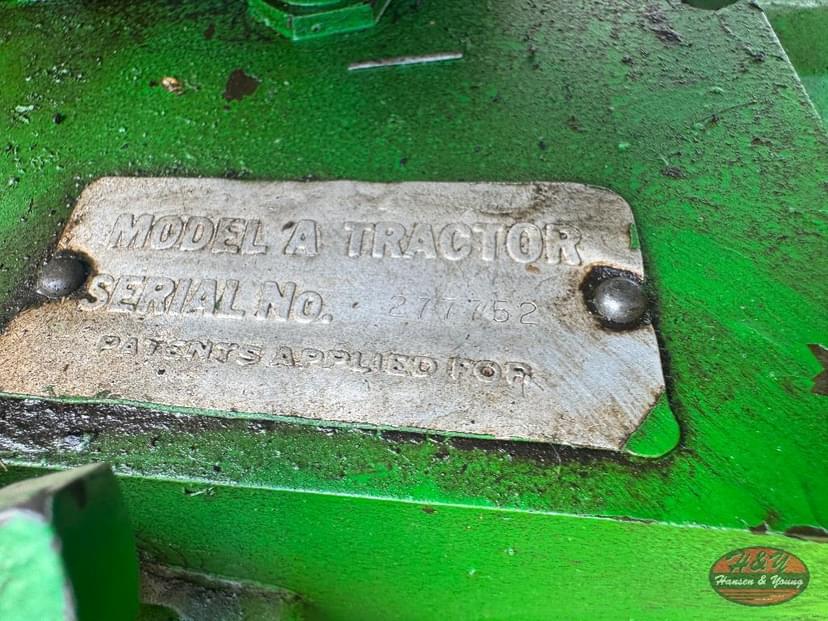 MODEL A TRACTOR
SERIAL NO. 277752
PATENTS APPLIED FOR
H&Y
Hansen & Young